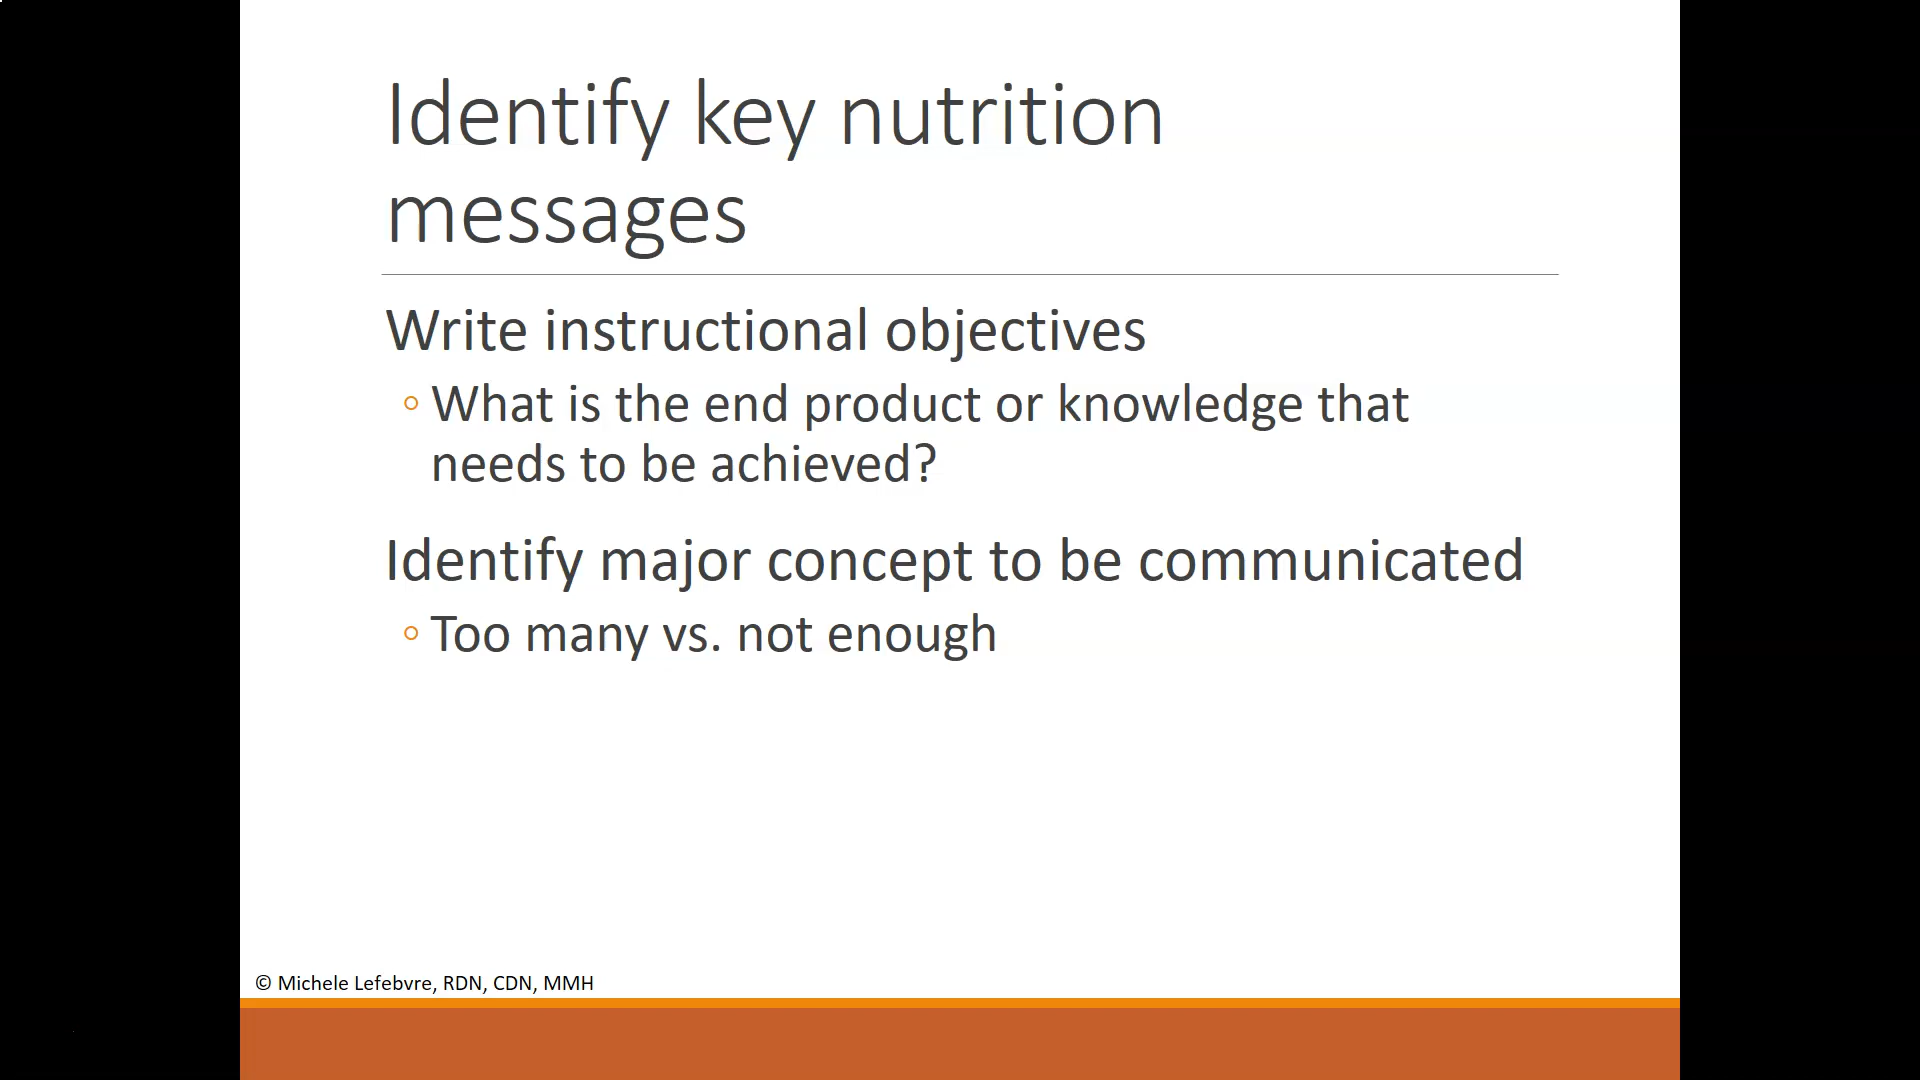 Identify key nutrition
messages
Write instructional objectives
◦ What is the end product or knowledge that
needs to be achieved?
Identify major concept to be communicated
◦ Too many vs. not enough
© Michele Lefebvre, RDN, CDN, MMH